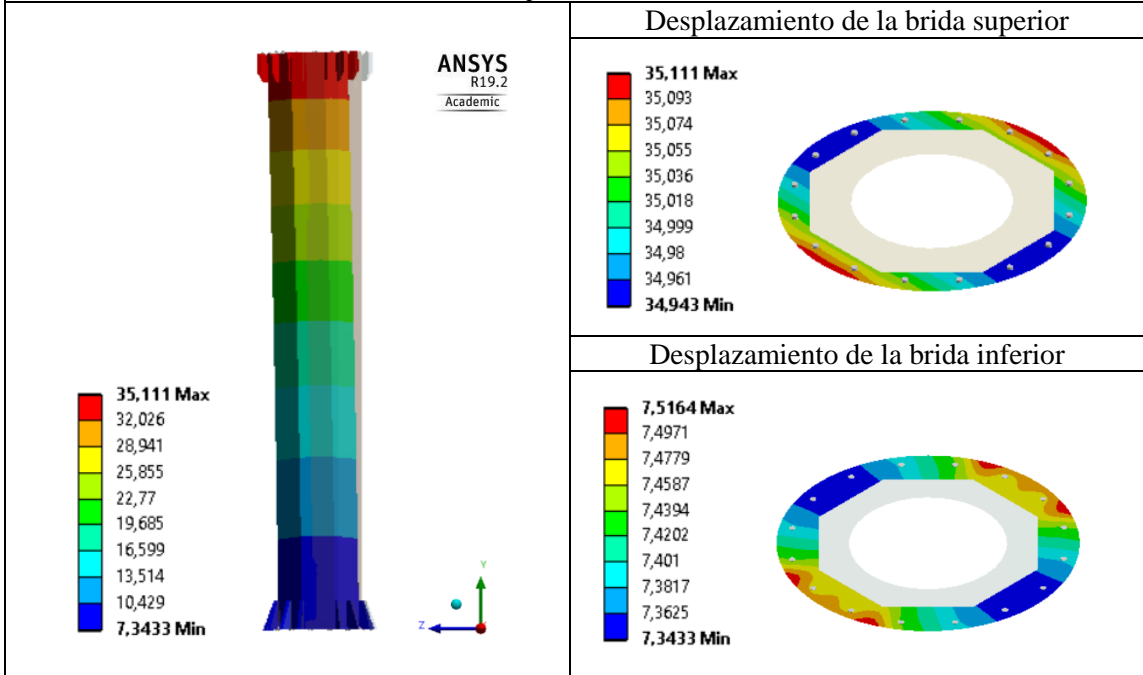 ANSYS
R19.2
Academic
35,111 Max
32,026
28,941
25,855
22,77
19,685
16,599
13,514
10,429
7,3433 Min
Y
Z
Desplazamiento de la brida superior
35,111 Max
35,093
35,074
35,055
35,036
35,018
34,999
34,98
34,961
34,943 Min
Desplazamiento de la brida inferior
7,5164 Max
7,4971
7,4779
7,4587
7,4394
7,4202
7,401
7,3817
7,3625
7,3433 Min